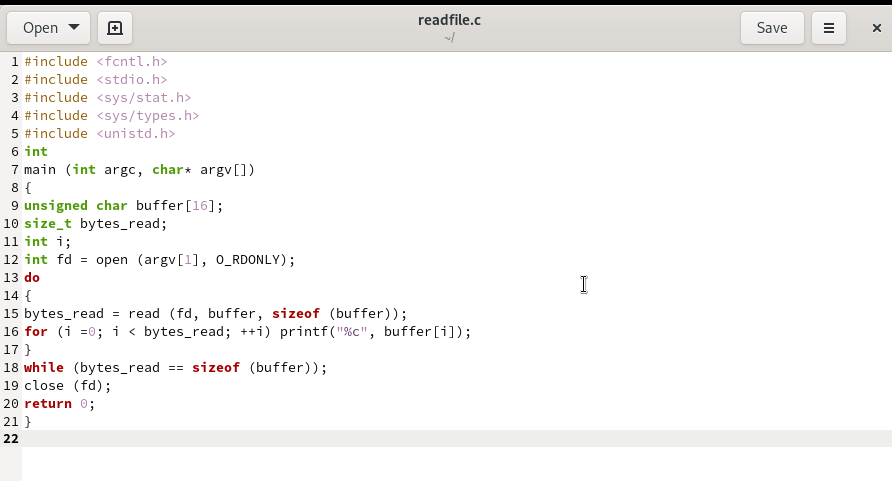 Open
readfile.c
~/
Save
1 #include <fcntl.h>
2 #include <stdio.h>
3 #include <sys/stat.h>
4 #include <sys/types.h>
5 #include <unistd.h>
6 int
7 main (int argc, char* argv[])
8 {
9 unsigned char buffer[16];
10 size_t bytes_read;
11 int i;
12 int fd = open (argv[1], O_RDONLY);
13 do
14 {
15 bytes_read = read (fd, buffer, sizeof (buffer));
16 for (i =0; i < bytes_read; ++i) printf("%c", buffer[i]);
17 }
18 while (bytes_read == sizeof (buffer));
19 close (fd);
20 return 0;
21 }
22